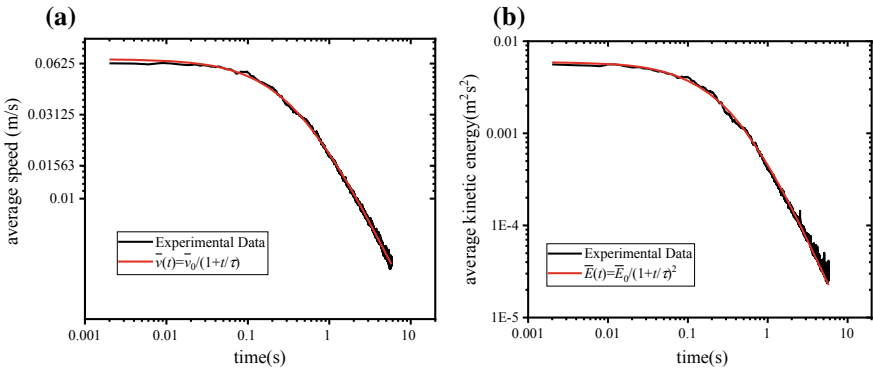 (a)
average speed (m/s)
0.0625
0.03125
0.01563
0.01
Experimental Data
v̅(t)=v̅₀/(1+t/τ)
0.001
0.01
0.1
1
10
time(s)
(b)
average kinetic energy(m²s²)
0.01
0.001
1E-4
1E-5
Experimental Data
E̅(t)=E̅₀/(1+t/τ)²
0.001
0.01
0.1
1
10
time(s)